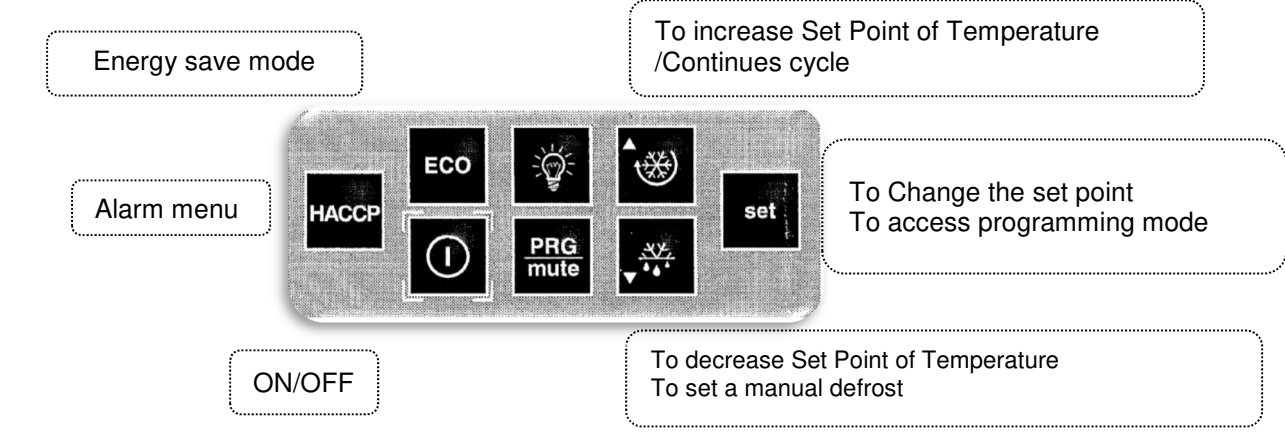 To increase Set Point of Temperature
/Continues cycle
Energy save mode
ECO
Alarm menu
HACCP
set
To Change the set point
To access programming mode
PRG
mute
ON/OFF
To decrease Set Point of Temperature
To set a manual defrost